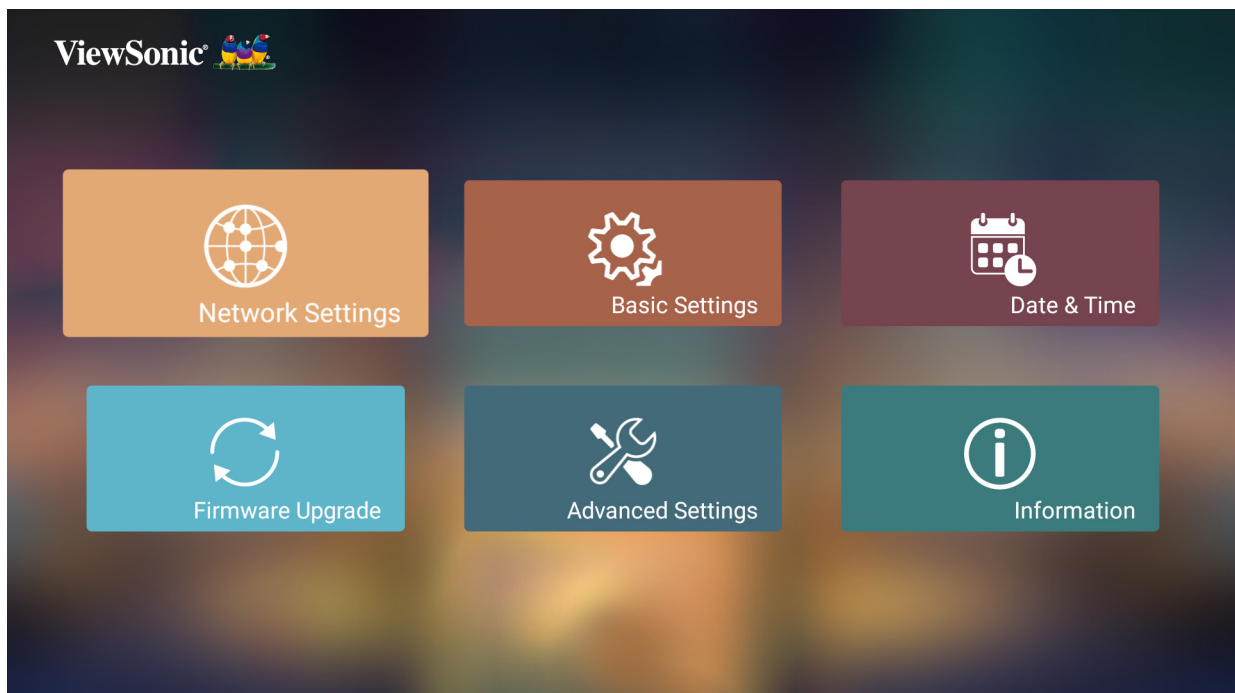 ViewSonic®
Network Settings
Basic Settings
Date & Time
Firmware Upgrade
Advanced Settings
Information